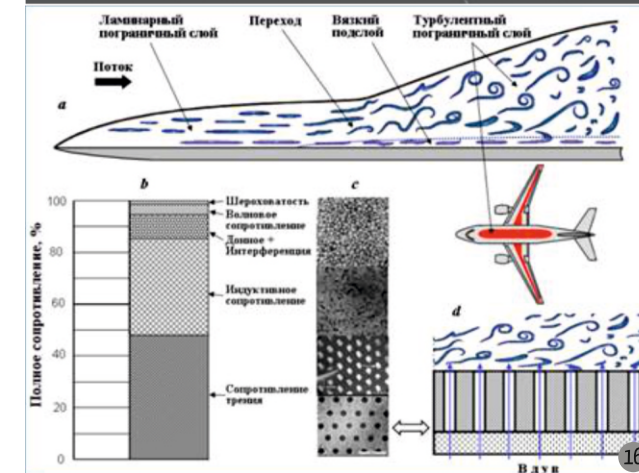 Ламинарный
пограничный слой
Переход
Вязкий
подслой
Турбулентный
пограничный слой
Поток
a
b
c
d
Полное сопротивление, %
100
80
60
40
20
0
Шероховатость
Волновое
сопротивление
Донное +
Интерференция
Индуктивное
сопротивление
Сопротивление
трения
Вдув
16